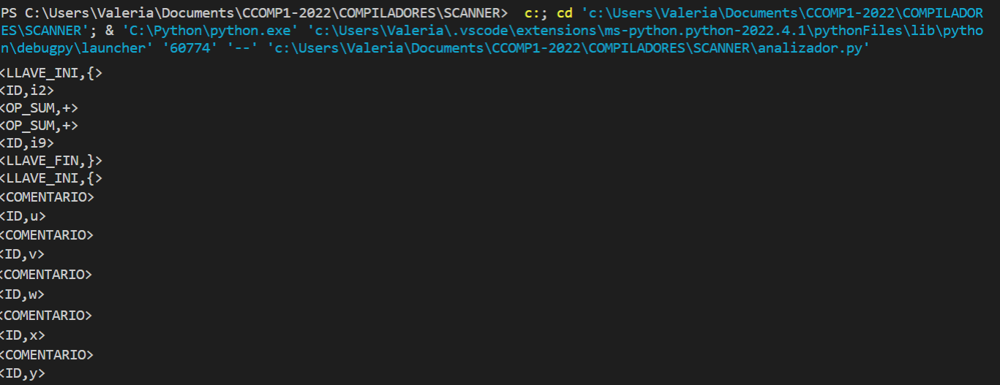 PS C:\Users\Valeria\Documents\CCOMP1-2022\COMPILADORES\SCANNER>  c:; cd 'c:\Users\Valeria\Documents\CCOMP1-2022\COMPILADOR
ES\SCANNER'; & 'C:\Python\python.exe' 'c:\Users\Valeria\.vscode\extensions\ms-python.python-2022.4.1\pythonFiles\lib\pytho
n\debugpy\launcher' '60774' '--' 'c:\Users\Valeria\Documents\CCOMP1-2022\COMPILADORES\SCANNER\analizador.py'
<LLAVE_INI,{>
<ID,i2>
<OP_SUM,+>
<OP_SUM,+>
<ID,i9>
<LLAVE_FIN,}>
<LLAVE_INI,{>
<COMENTARIO>
<ID,u>
<COMENTARIO>
<ID,v>
<COMENTARIO>
<ID,w>
<COMENTARIO>
<ID,x>
<COMENTARIO>
<ID,y>